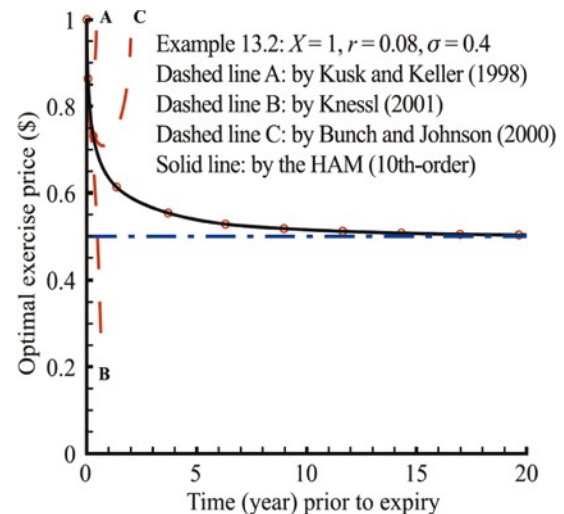 1
A
C
Example 13.2: X = 1, r = 0.08, σ = 0.4
Dashed line A: by Kusk and Keller (1998)
Dashed line B: by Knessl (2001)
Dashed line C: by Bunch and Johnson (2000)
Solid line: by the HAM (10th-order)
0.8
0.6
0.4
0.2
0
B
Optimal exercise price ($)
0
5
10
15
20
Time (year) prior to expiry